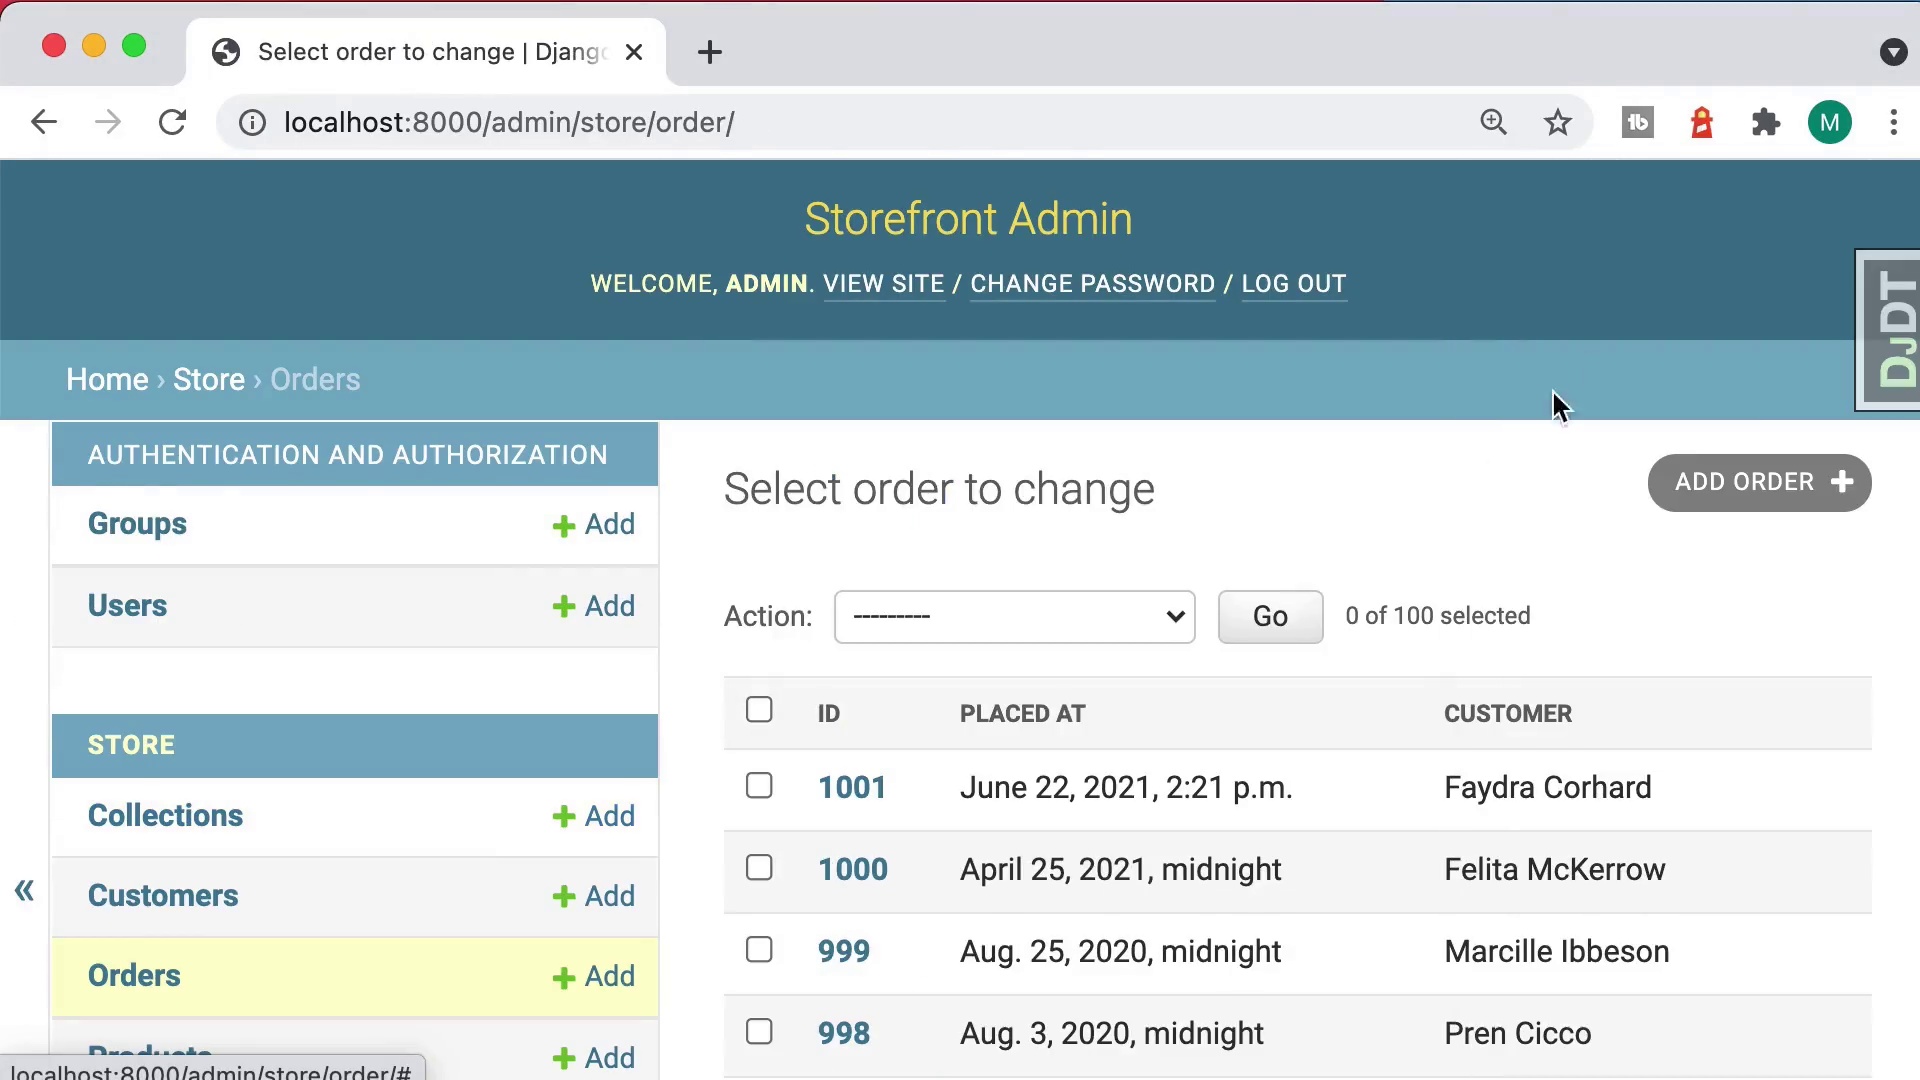 Select order to change | Django
localhost:8000/admin/store/order/
M
Storefront Admin
WELCOME, ADMIN. VIEW SITE / CHANGE PASSWORD / LOG OUT
DJDT
Home › Store › Orders
AUTHENTICATION AND AUTHORIZATION
Groups + Add
Users + Add
STORE
Collections + Add
Customers + Add
Orders + Add
Products + Add
«
Select order to change
ADD ORDER +
Action: --------- Go 0 of 100 selected
ID PLACED AT CUSTOMER
1001 June 22, 2021, 2:21 p.m. Faydra Corhard
1000 April 25, 2021, midnight Felita McKerrow
999 Aug. 25, 2020, midnight Marcille Ibbeson
998 Aug. 3, 2020, midnight Pren Cicco
localhost:8000/admin/store/order/#